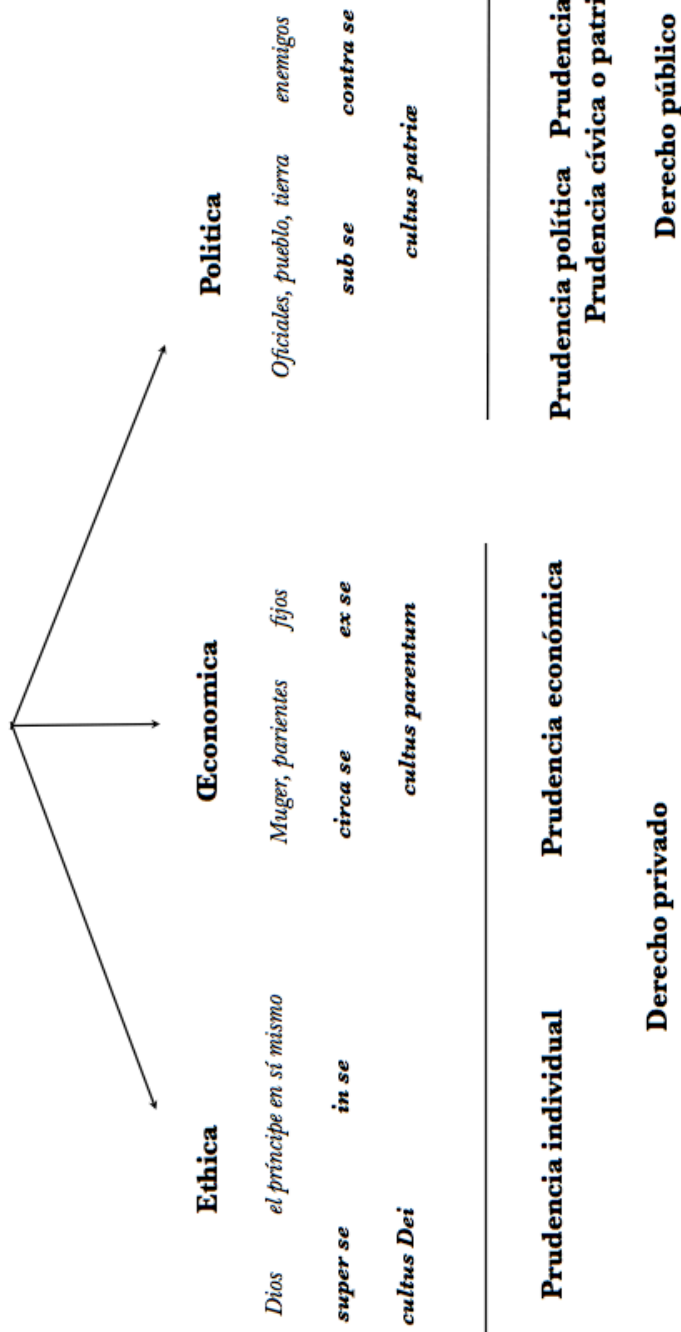 Ethica Œconomica Politica
Dios el príncipe en sí mismo Muger, parientes fijos Oficiales, pueblo, tierra enemigos
super se in se circa se ex se sub se contra se
cultus Dei cultus parentum cultus patriæ
Prudencia individual Prudencia económica Prudencia política Prudencia
Prudencia cívica o patri
Derecho privado Derecho público